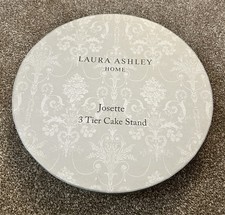 LAURA ASHLEY
HOME
Josette
3 Tier Cake Stand